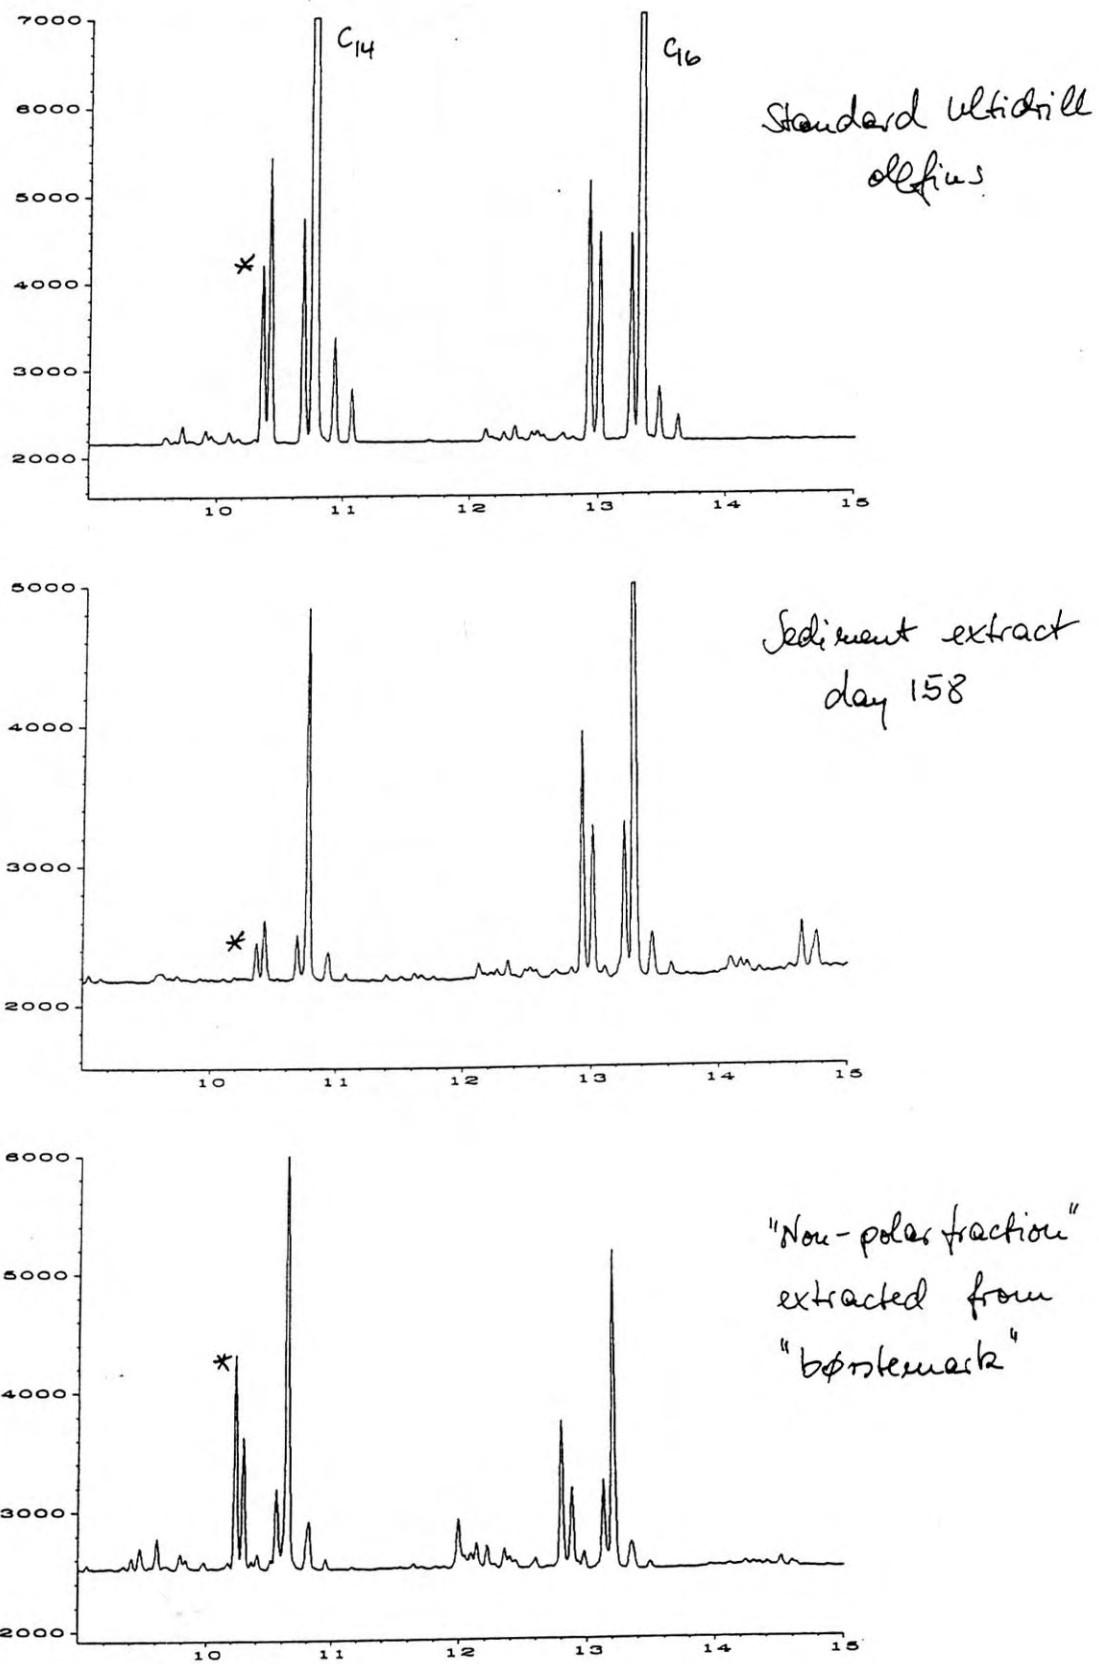 7000
6000
5000
4000
3000
2000
C14
C16
*
Standard Ultidrill
olefins
10 11 12 13 14 15
5000
4000
3000
2000
*
Sediment extract
day 158
10 11 12 13 14 15
6000
5000
4000
3000
2000
*
"Non-polar fraction"
extracted from
"børstemark"
10 11 12 13 14 15